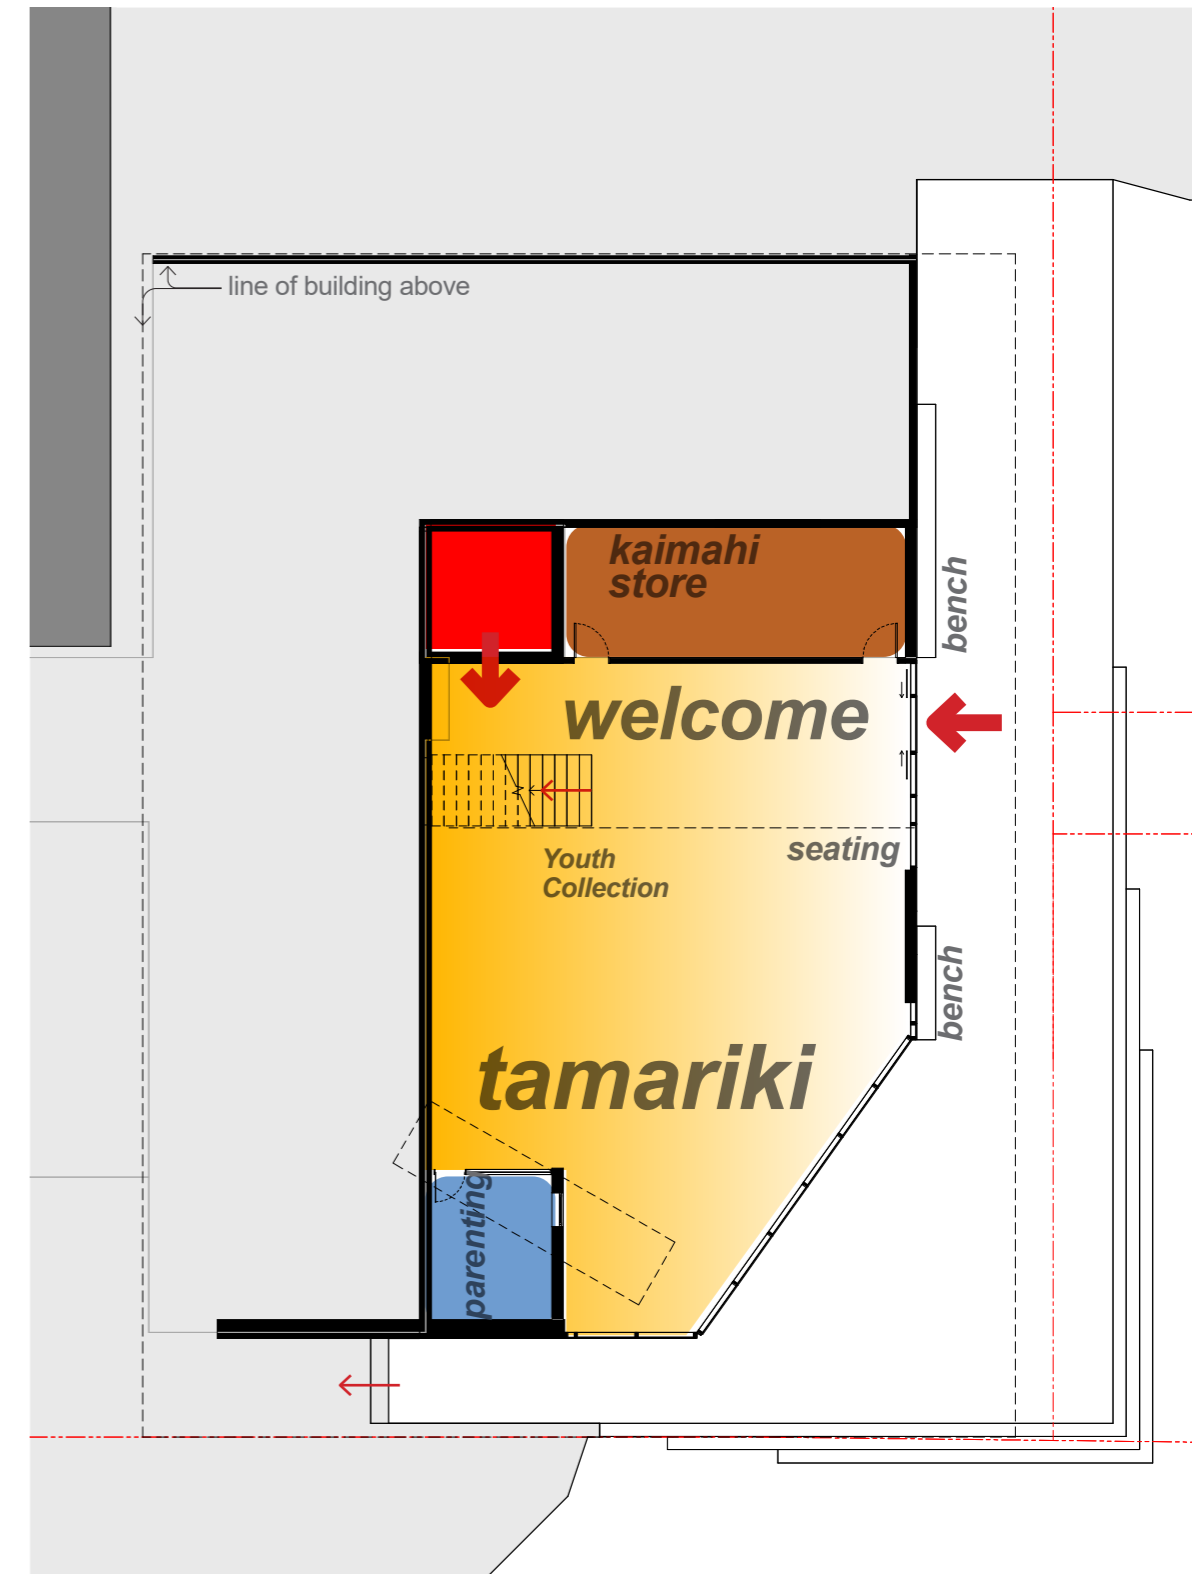 line of building above
kaimahi
store
bench
welcome
seating
Youth
Collection
bench
tamariki
parenting